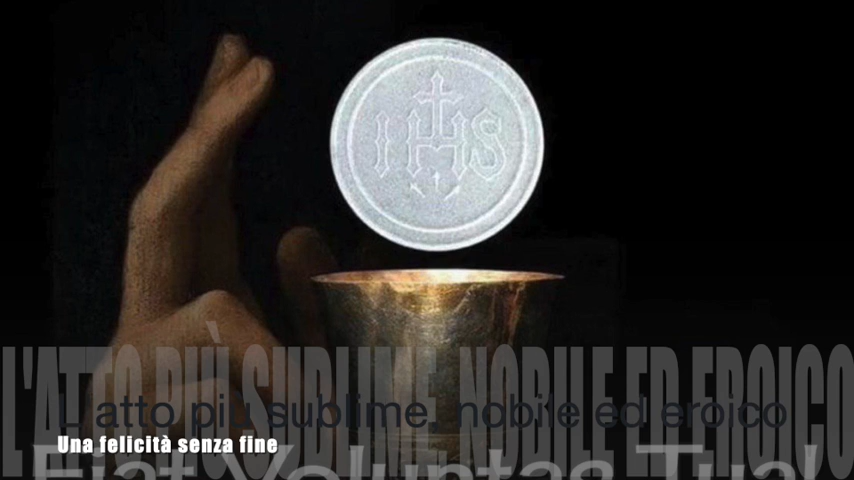 IHS
L'ATTO PIÙ SUBLIME, NOBILE ED EROICO
L'atto più sublime, nobile ed eroico
Una felicità senza fine
Fiat Voluntas Tua!